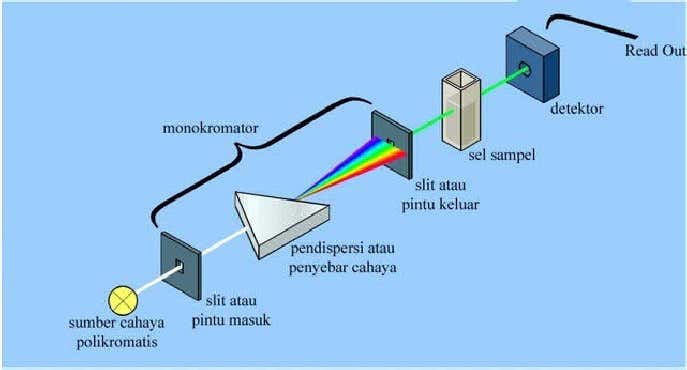 Read Out
detektor
monokromator
sel sampel
slit atau
pintu keluar
pendispersi atau
penyebar cahaya
slit atau
pintu masuk
sumber cahaya
polikromatis